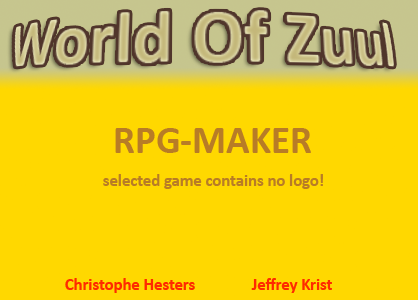 World Of Zuul
RPG-MAKER
selected game contains no logo!
Christophe Hesters Jeffrey Krist